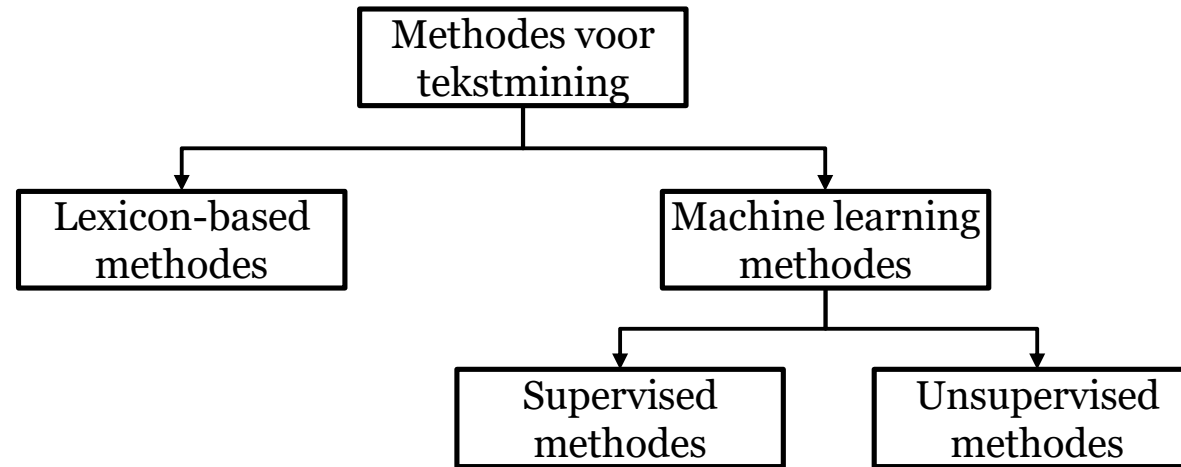 Methodes voor
tekstmining
Lexicon-based
methodes
Machine learning
methodes
Supervised
methodes
Unsupervised
methodes